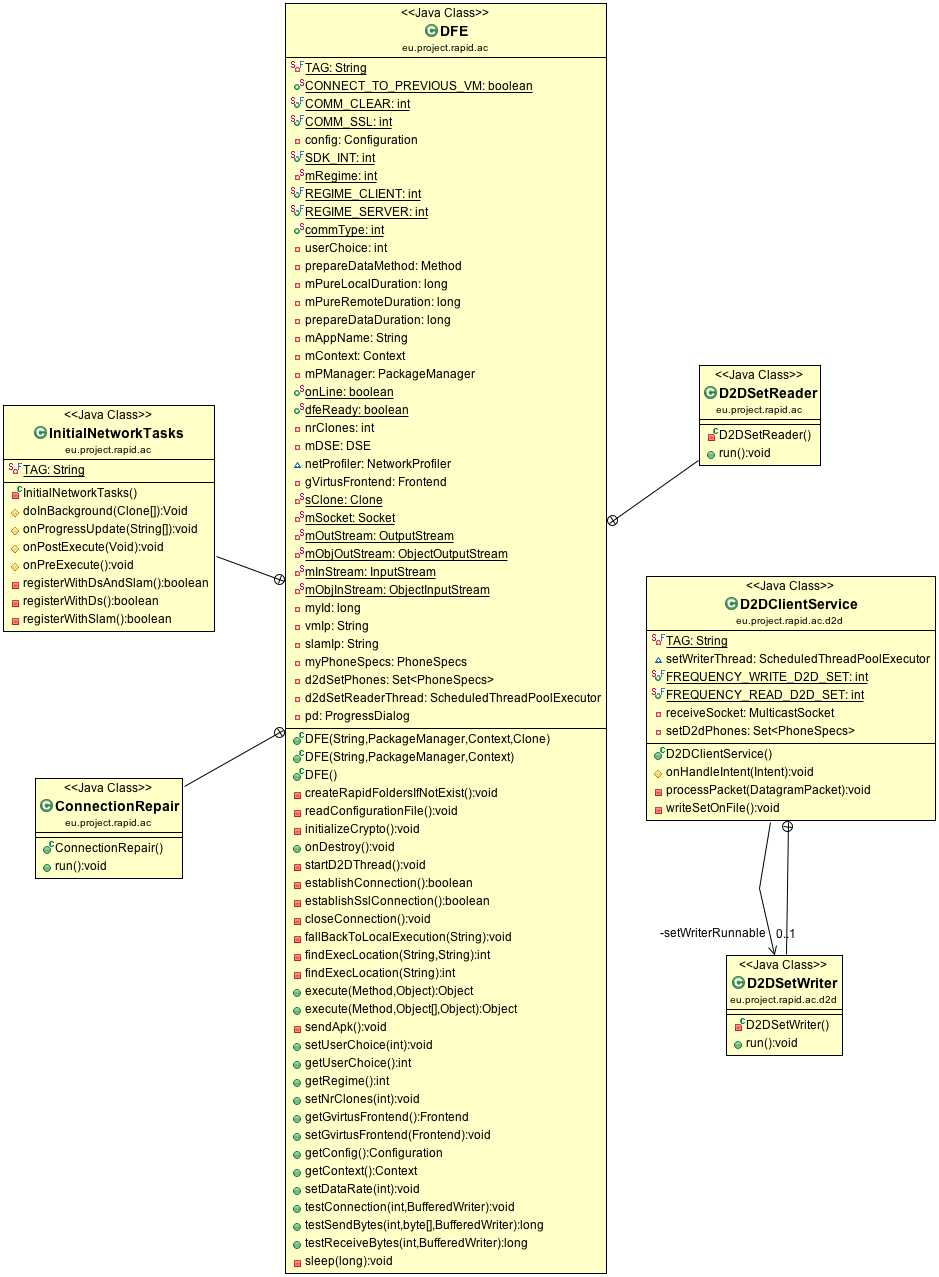 <<Java Class>>
DFE
eu.project.rapid.ac
TAG: String
CONNECT_TO_PREVIOUS_VM: boolean
COMM_CLEAR: int
COMM_SSL: int
config: Configuration
SDK_INT: int
mRegime: int
REGIME_CLIENT: int
REGIME_SERVER: int
commType: int
userChoice: int
prepareDataMethod: Method
mPureLocalDuration: long
mPureRemoteDuration: long
prepareDataDuration: long
mAppName: String
mContext: Context
mPManager: PackageManager
onLine: boolean
dfeReady: boolean
nrClones: int
mDSE: DSE
netProfiler: NetworkProfiler
gVirtusFrontend: Frontend
sClone: Clone
mSocket: Socket
mOutStream: OutputStream
mObjOutStream: ObjectOutputStream
mInStream: InputStream
mObjInStream: ObjectInputStream
myId: long
vmIp: String
slamIp: String
myPhoneSpecs: PhoneSpecs
d2dSetPhones: Set<PhoneSpecs>
d2dSetReaderThread: ScheduledThreadPoolExecutor
pd: ProgressDialog
DFE(String,PackageManager,Context,Clone)
DFE(String,PackageManager,Context)
DFE()
createRapidFoldersIfNotExist():void
readConfigurationFile():void
initializeCrypto():void
onDestroy():void
startD2DThread():void
establishConnection():boolean
establishSslConnection():boolean
closeConnection():void
fallBackToLocalExecution(String):void
findExecLocation(String,String):int
findExecLocation(String):int
execute(Method,Object):Object
execute(Method,Object[],Object):Object
sendApk():void
setUserChoice(int):void
getUserChoice():int
getRegime():int
setNrClones(int):void
getGvirtusFrontend():Frontend
setGvirtusFrontend(Frontend):void
getConfig():Configuration
getContext():Context
setDataRate(int):void
testConnection(int,BufferedWriter):void
testSendBytes(int,byte[],BufferedWriter):long
testReceiveBytes(int,BufferedWriter):long
sleep(long):void
<<Java Class>>
InitialNetworkTasks
eu.project.rapid.ac
TAG: String
InitialNetworkTasks()
doInBackground(Clone[]):Void
onProgressUpdate(String[]):void
onPostExecute(Void):void
onPreExecute():void
registerWithDsAndSlam():boolean
registerWithDs():boolean
registerWithSlam():boolean
<<Java Class>>
ConnectionRepair
eu.project.rapid.ac
ConnectionRepair()
run():void
<<Java Class>>
D2DSetReader
eu.project.rapid.ac
D2DSetReader()
run():void
<<Java Class>>
D2DClientService
eu.project.rapid.ac.d2d
TAG: String
setWriterThread: ScheduledThreadPoolExecutor
FREQUENCY_WRITE_D2D_SET: int
FREQUENCY_READ_D2D_SET: int
receiveSocket: MulticastSocket
setD2dPhones: Set<PhoneSpecs>
D2DClientService()
onHandleIntent(Intent):void
processPacket(DatagramPacket):void
writeSetOnFile():void
-setWriterRunnable 0..1
<<Java Class>>
D2DSetWriter
eu.project.rapid.ac.d2d
D2DSetWriter()
run():void